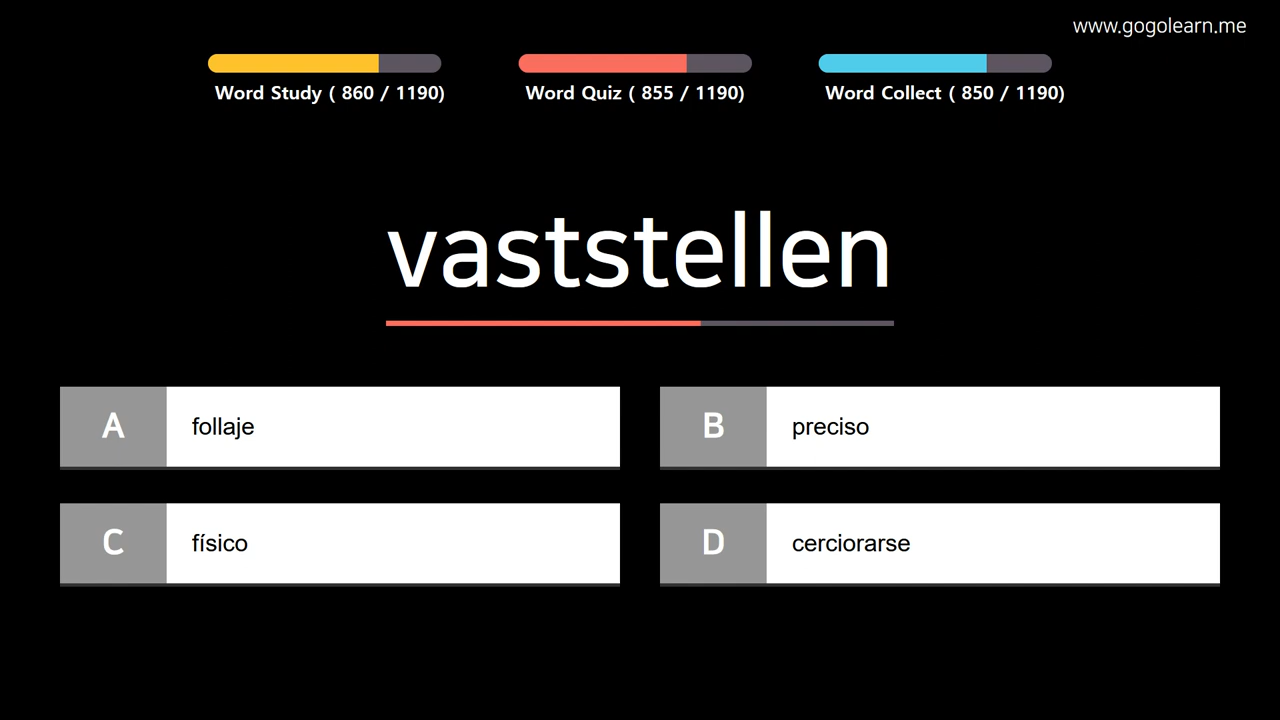 www.gogolearn.me
Word Study ( 860 / 1190)
Word Quiz ( 855 / 1190)
Word Collect ( 850 / 1190)
vaststellen
A follaje
B preciso
C físico
D cerciorarse